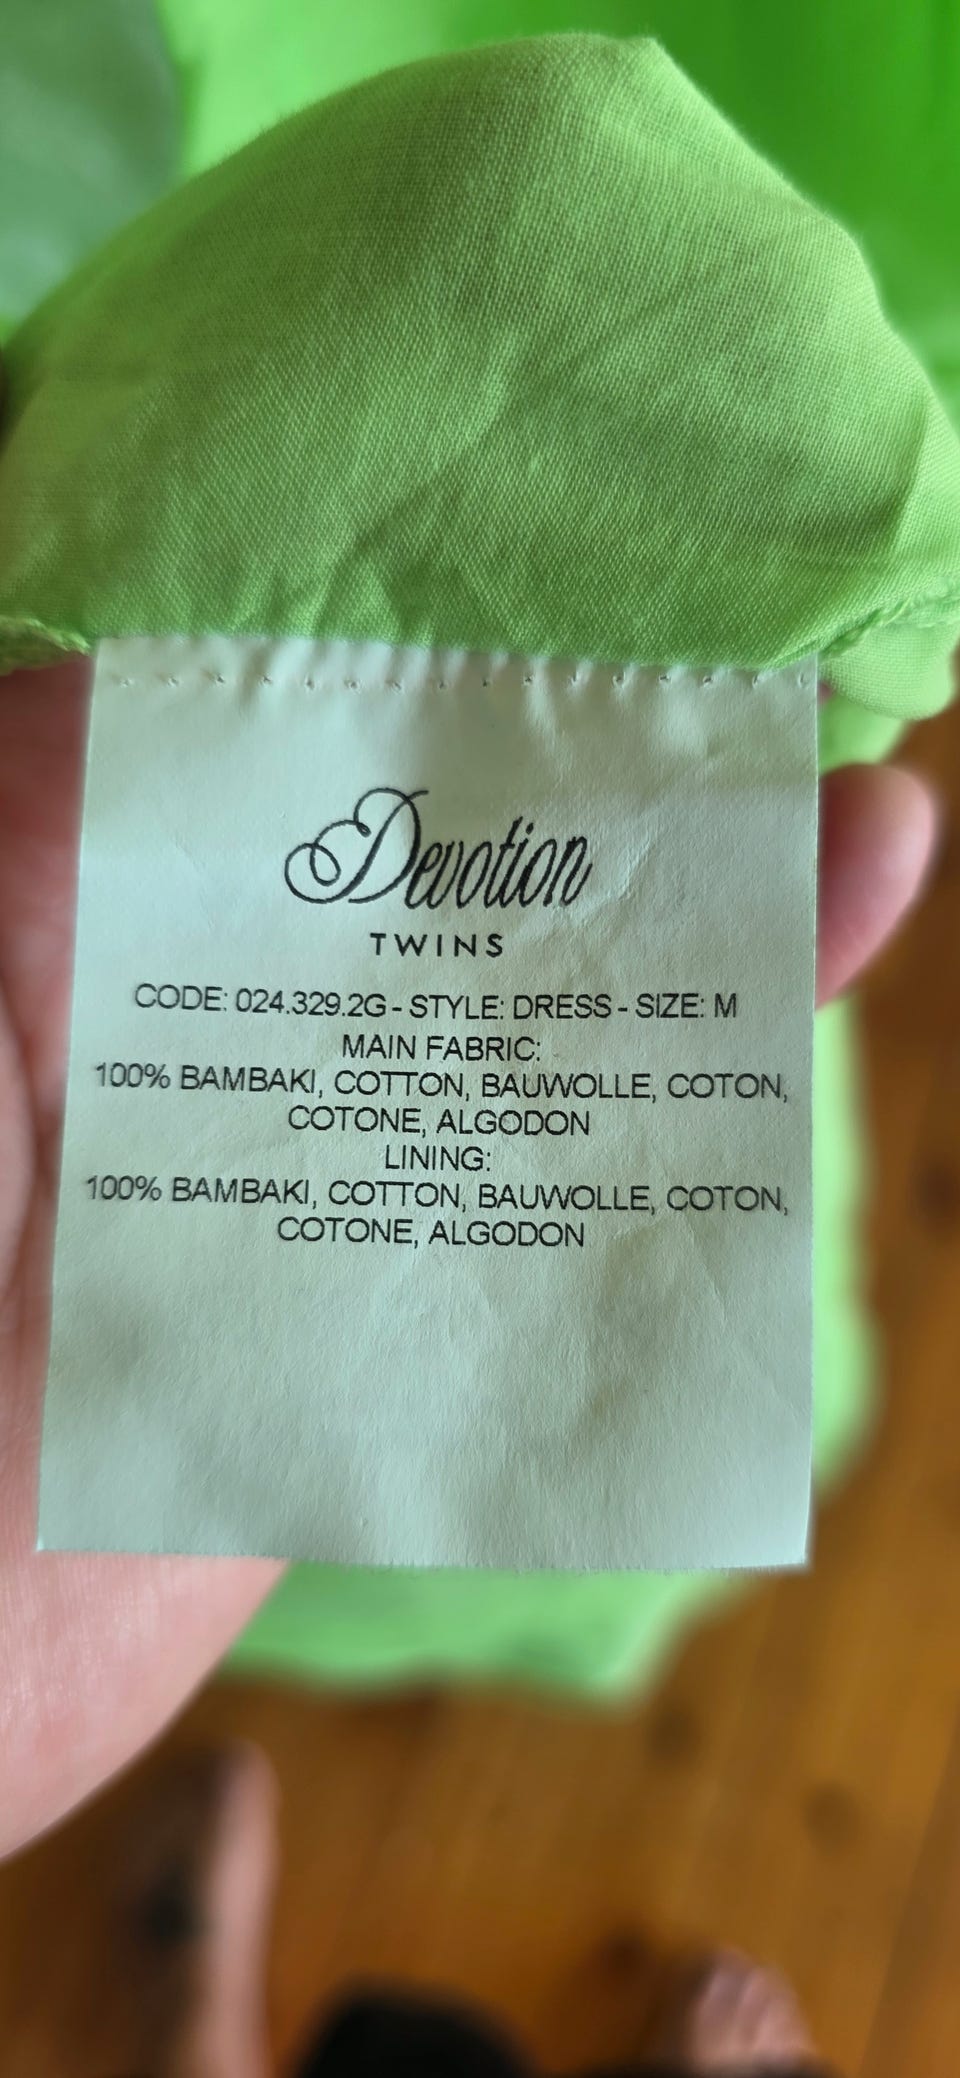 Devotion
TWINS
CODE: 024.329.2G - STYLE: DRESS - SIZE: M
MAIN FABRIC:
100% BAMBAKI, COTTON, BAUWOLLE, COTON,
COTONE, ALGODON
LINING:
100% BAMBAKI, COTTON, BAUWOLLE, COTON,
COTONE, ALGODON